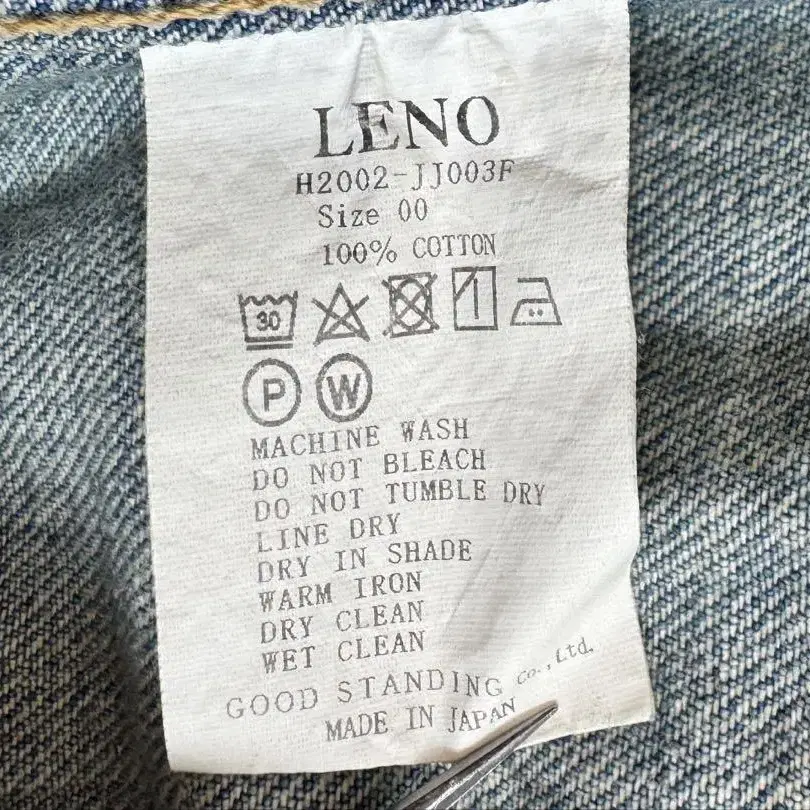 LENO
H2002-JJ003F
Size 00
100% COTTON
30
P W
MACHINE WASH
DO NOT BLEACH
DO NOT TUMBLE DRY
LINE DRY
DRY IN SHADE
WARM IRON
DRY CLEAN
WET CLEAN
GOOD STANDING Co.,Ltd.
MADE IN JAPAN